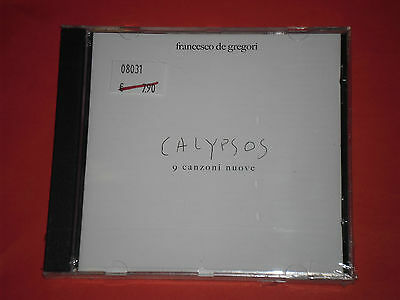 francesco de gregori
08031
€ 7,90
CALYPSOS
9 canzoni nuove